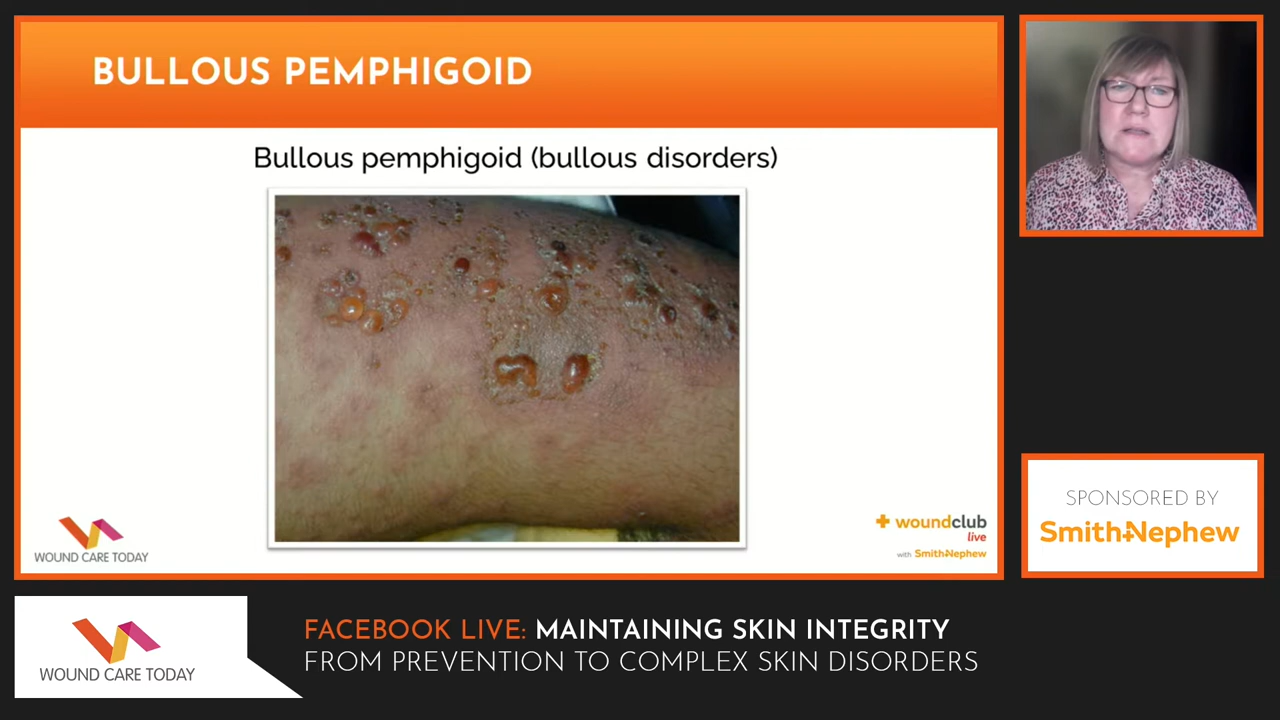 BULLOUS PEMPHIGOID
Bullous pemphigoid (bullous disorders)
WOUND CARE TODAY
woundclub
live
with Smith+Nephew
SPONSORED BY
Smith+Nephew
WOUND CARE TODAY
FACEBOOK LIVE: MAINTAINING SKIN INTEGRITY
FROM PREVENTION TO COMPLEX SKIN DISORDERS